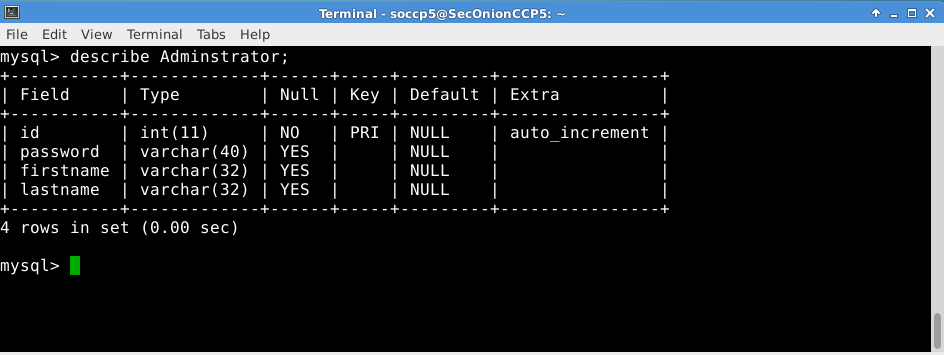 Terminal - soccp5@SecOnionCCP5: ~
File Edit View Terminal Tabs Help
mysql> describe Adminstrator;
+-----------+-------------+------+-----+---------+----------------+
| Field     | Type        | Null | Key | Default | Extra          |
+-----------+-------------+------+-----+---------+----------------+
| id        | int(11)     | NO   | PRI | NULL    | auto_increment |
| password  | varchar(40) | YES  |     | NULL    |                |
| firstname | varchar(32) | YES  |     | NULL    |                |
| lastname  | varchar(32) | YES  |     | NULL    |                |
+-----------+-------------+------+-----+---------+----------------+
4 rows in set (0.00 sec)
mysql>